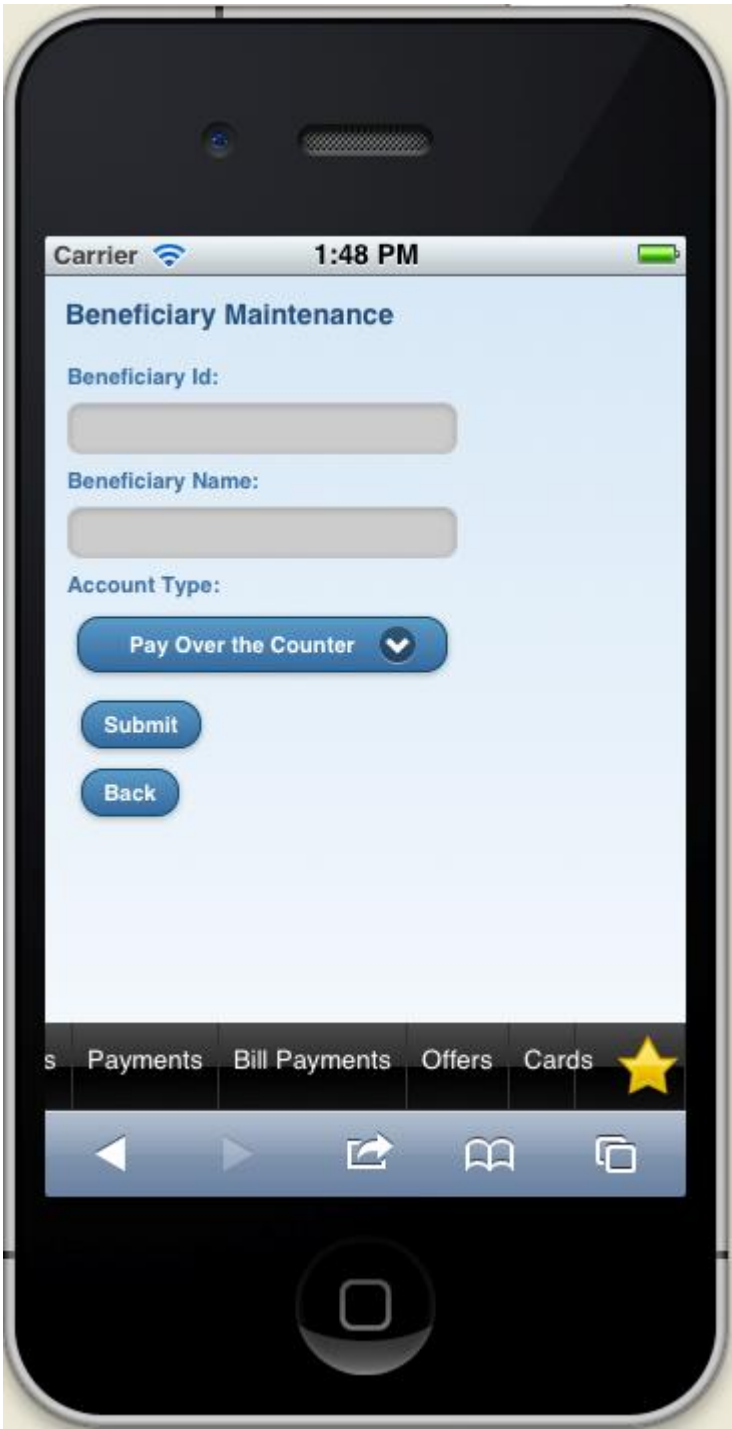 Carrier 1:48 PM
Beneficiary Maintenance
Beneficiary Id:
Beneficiary Name:
Account Type:
Pay Over the Counter
Submit
Back
s Payments Bill Payments Offers Cards